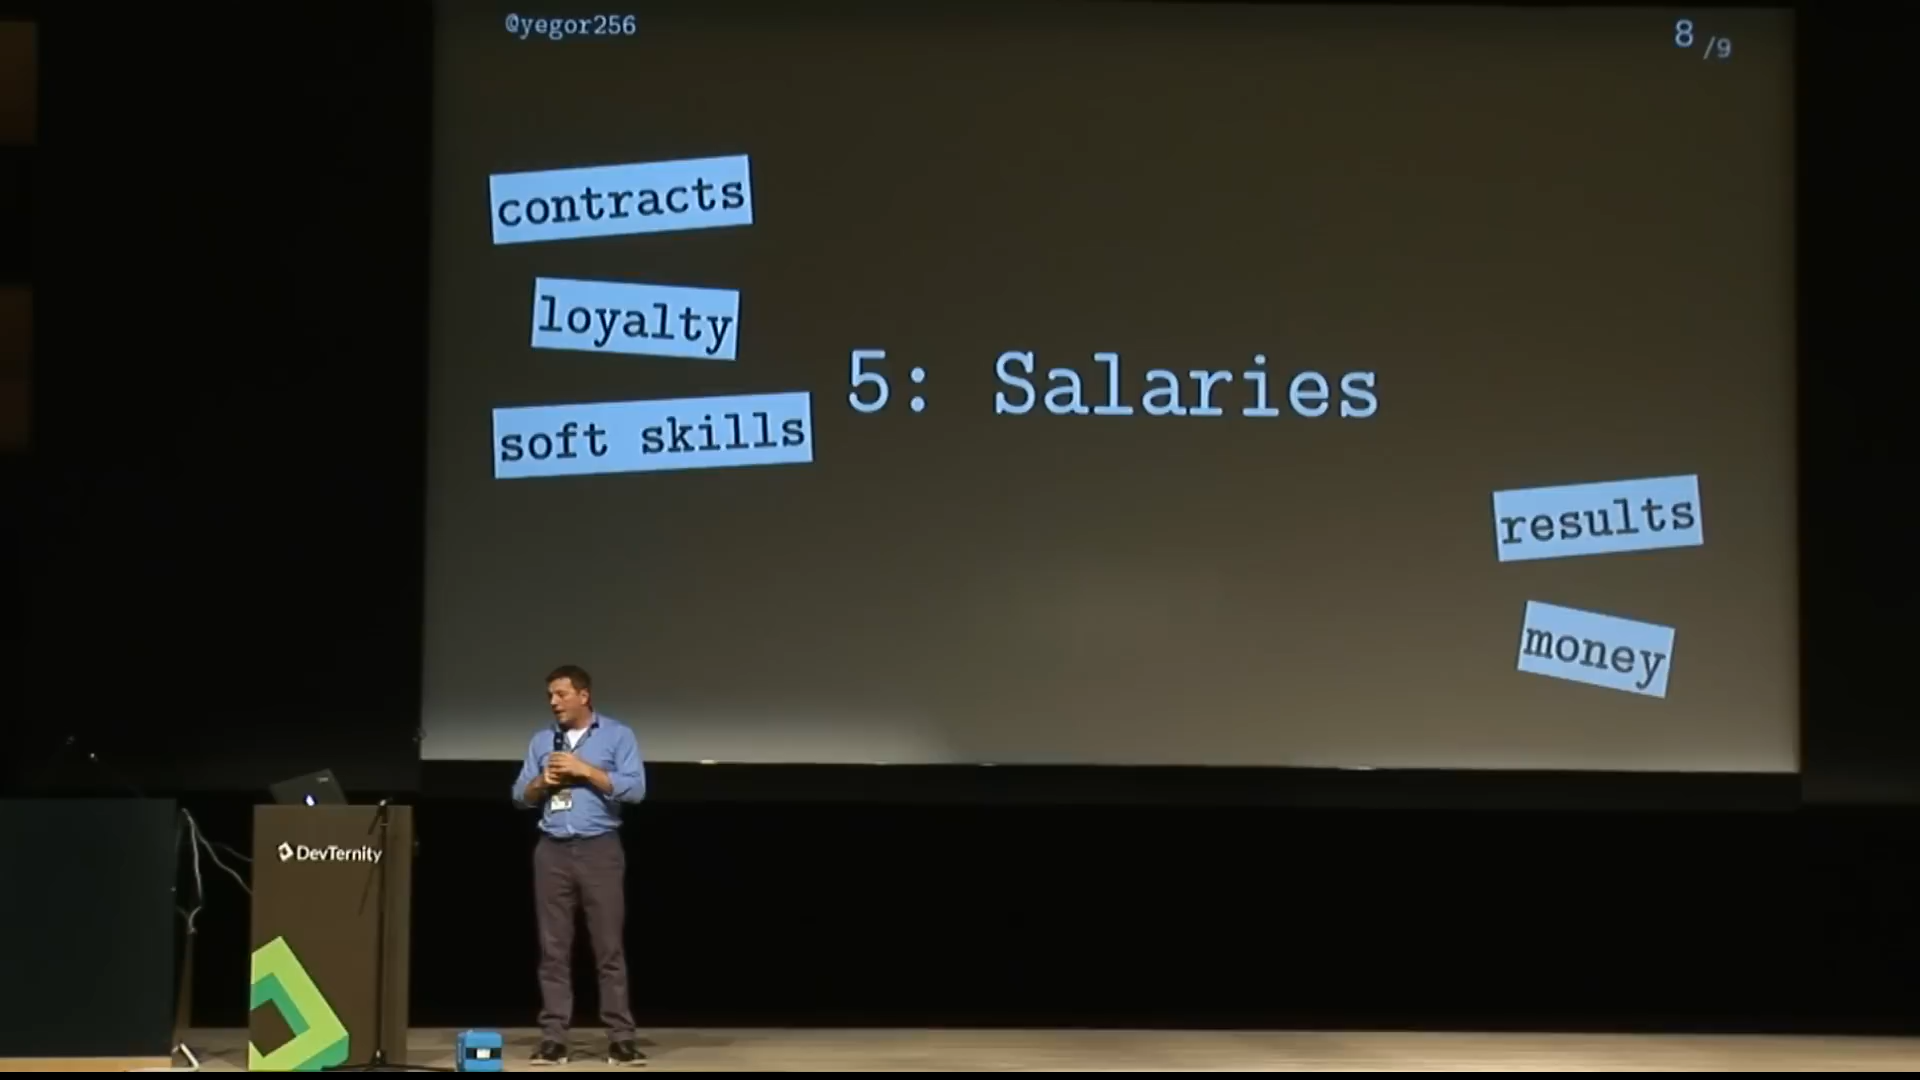 @yegor256
8 /9
contracts
loyalty
soft skills
5: Salaries
results
money
DevTernity